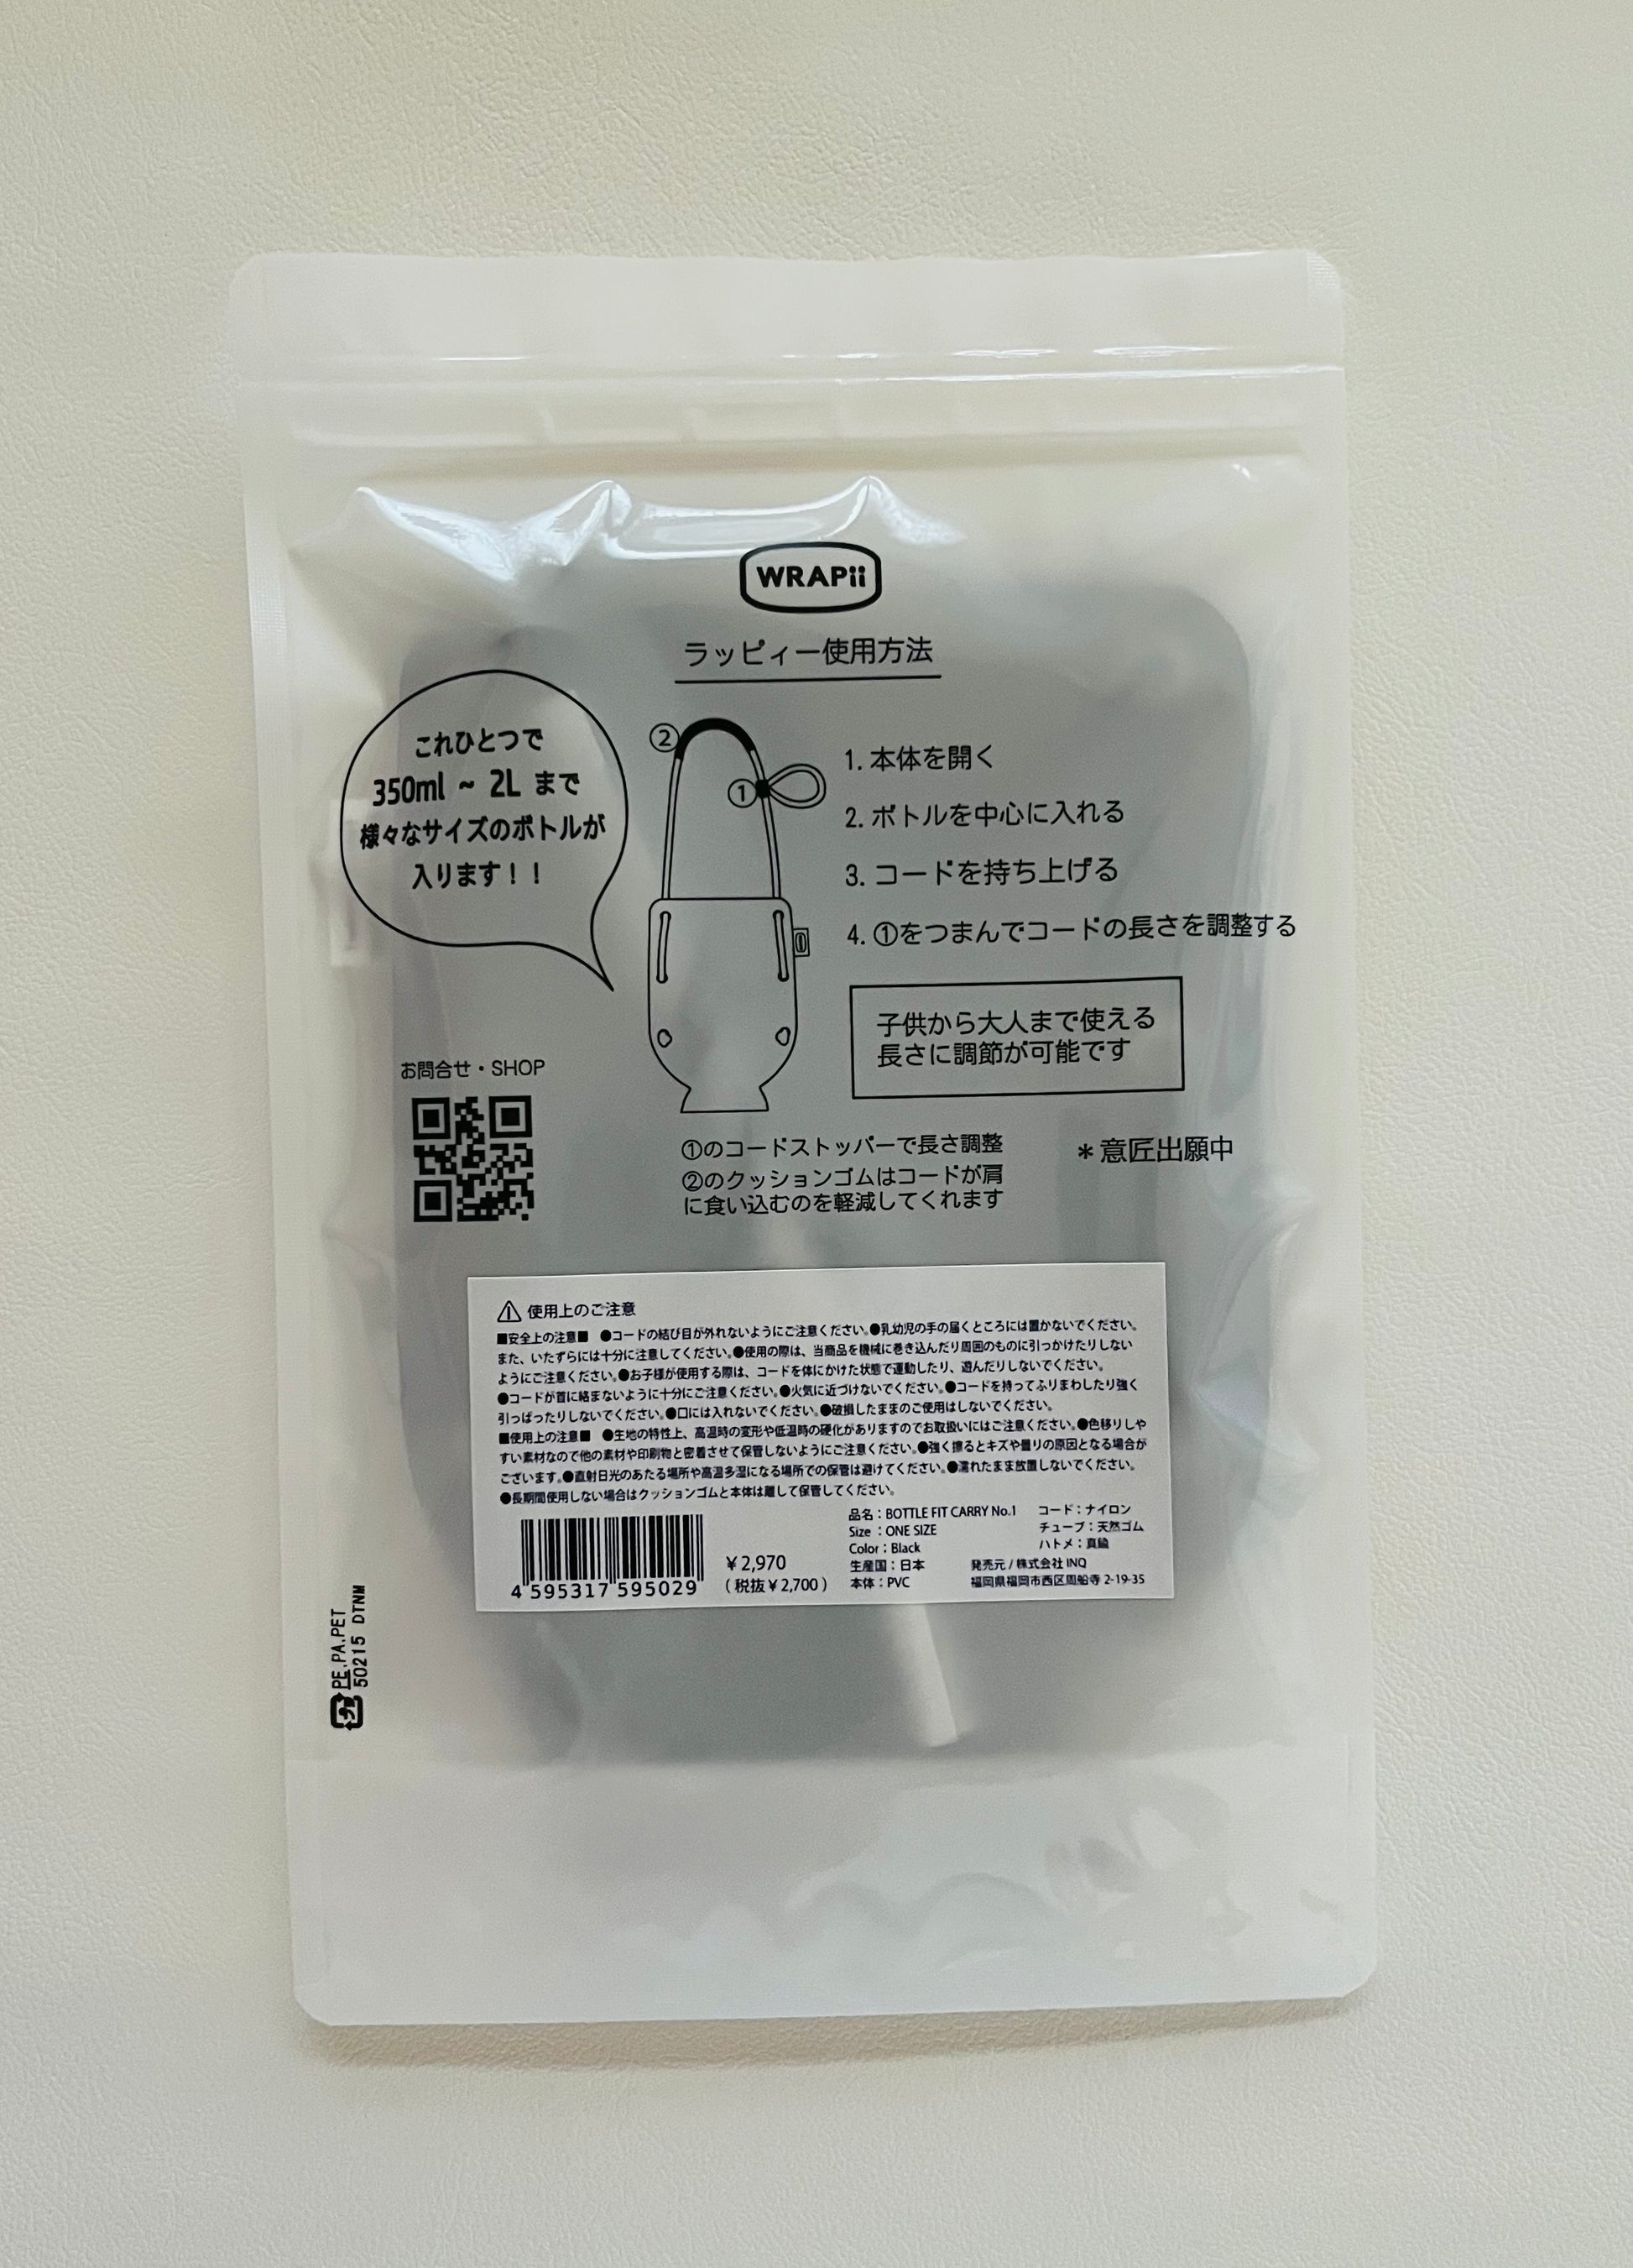 WRAPii
ラッピィー使用方法
これひとつで
350ml ~ 2L まで
様々なサイズのボトルが
入ります！！
②
①
1. 本体を開く
2. ボトルを中心に入れる
3. コードを持ち上げる
4. ①をつまんでコードの長さを調整する
子供から大人まで使える
長さに調節が可能です
お問合せ・SHOP
①のコードストッパーで長さ調整
②のクッションゴムはコードが肩
に食い込むのを軽減してくれます
＊意匠出願中
使用上のご注意
■安全上の注意■ ●コードの結び目が外れないようにご注意ください。●乳幼児の手の届くところには置かないでください。
また、いたずらには十分に注意してください。●使用の際は、当商品を機械に巻き込んだり周囲のものに引っかけたりしない
ようにご注意ください。●お子様が使用する際は、コードを体にかけた状態で運動したり、遊んだりしないでください。
●コードが首に絡まないように十分にご注意ください。●火気に近づけないでください。●コードを持ってふりまわしたり強く
引っぱったりしないでください。●口には入れないでください。●破損したままのご使用はしないでください。
■使用上の注意■ ●生地の特性上、高温時の変形や低温時の硬化がありますのでお取扱いにはご注意ください。●色移りしや
すい素材なので他の素材や印刷物と密着させて保管しないようにご注意ください。●強く擦るとキズや曇りの原因となる場合が
ございます。●直射日光のあたる場所や高温多湿になる場所での保管は避けてください。●濡れたまま放置しないでください。
●長期間使用しない場合はクッションゴムと本体は離して保管してください。
4 595317 595029
￥2,970
（税抜￥2,700）
品名：BOTTLE FIT CARRY No.1
Size：ONE SIZE
Color：Black
生産国：日本
本体：PVC
コード：ナイロン
チューブ：天然ゴム
ハトメ：真鍮
発売元 / 株式会社 INQ
福岡県福岡市西区周船寺 2-19-35
プラ
PE.PA.PET
50215 DTNM